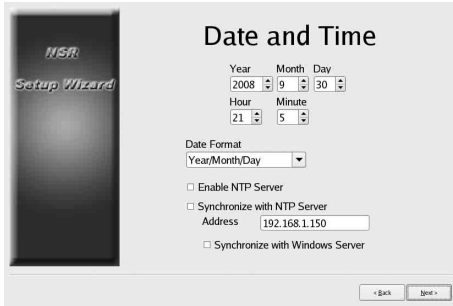 NSR
Setup Wizard
Date and Time
Year Month Day
2008 9 30
Hour Minute
21 5
Date Format
Year/Month/Day
Enable NTP Server
Synchronize with NTP Server
Address 192.168.1.150
Synchronize with Windows Server
< Back Next >